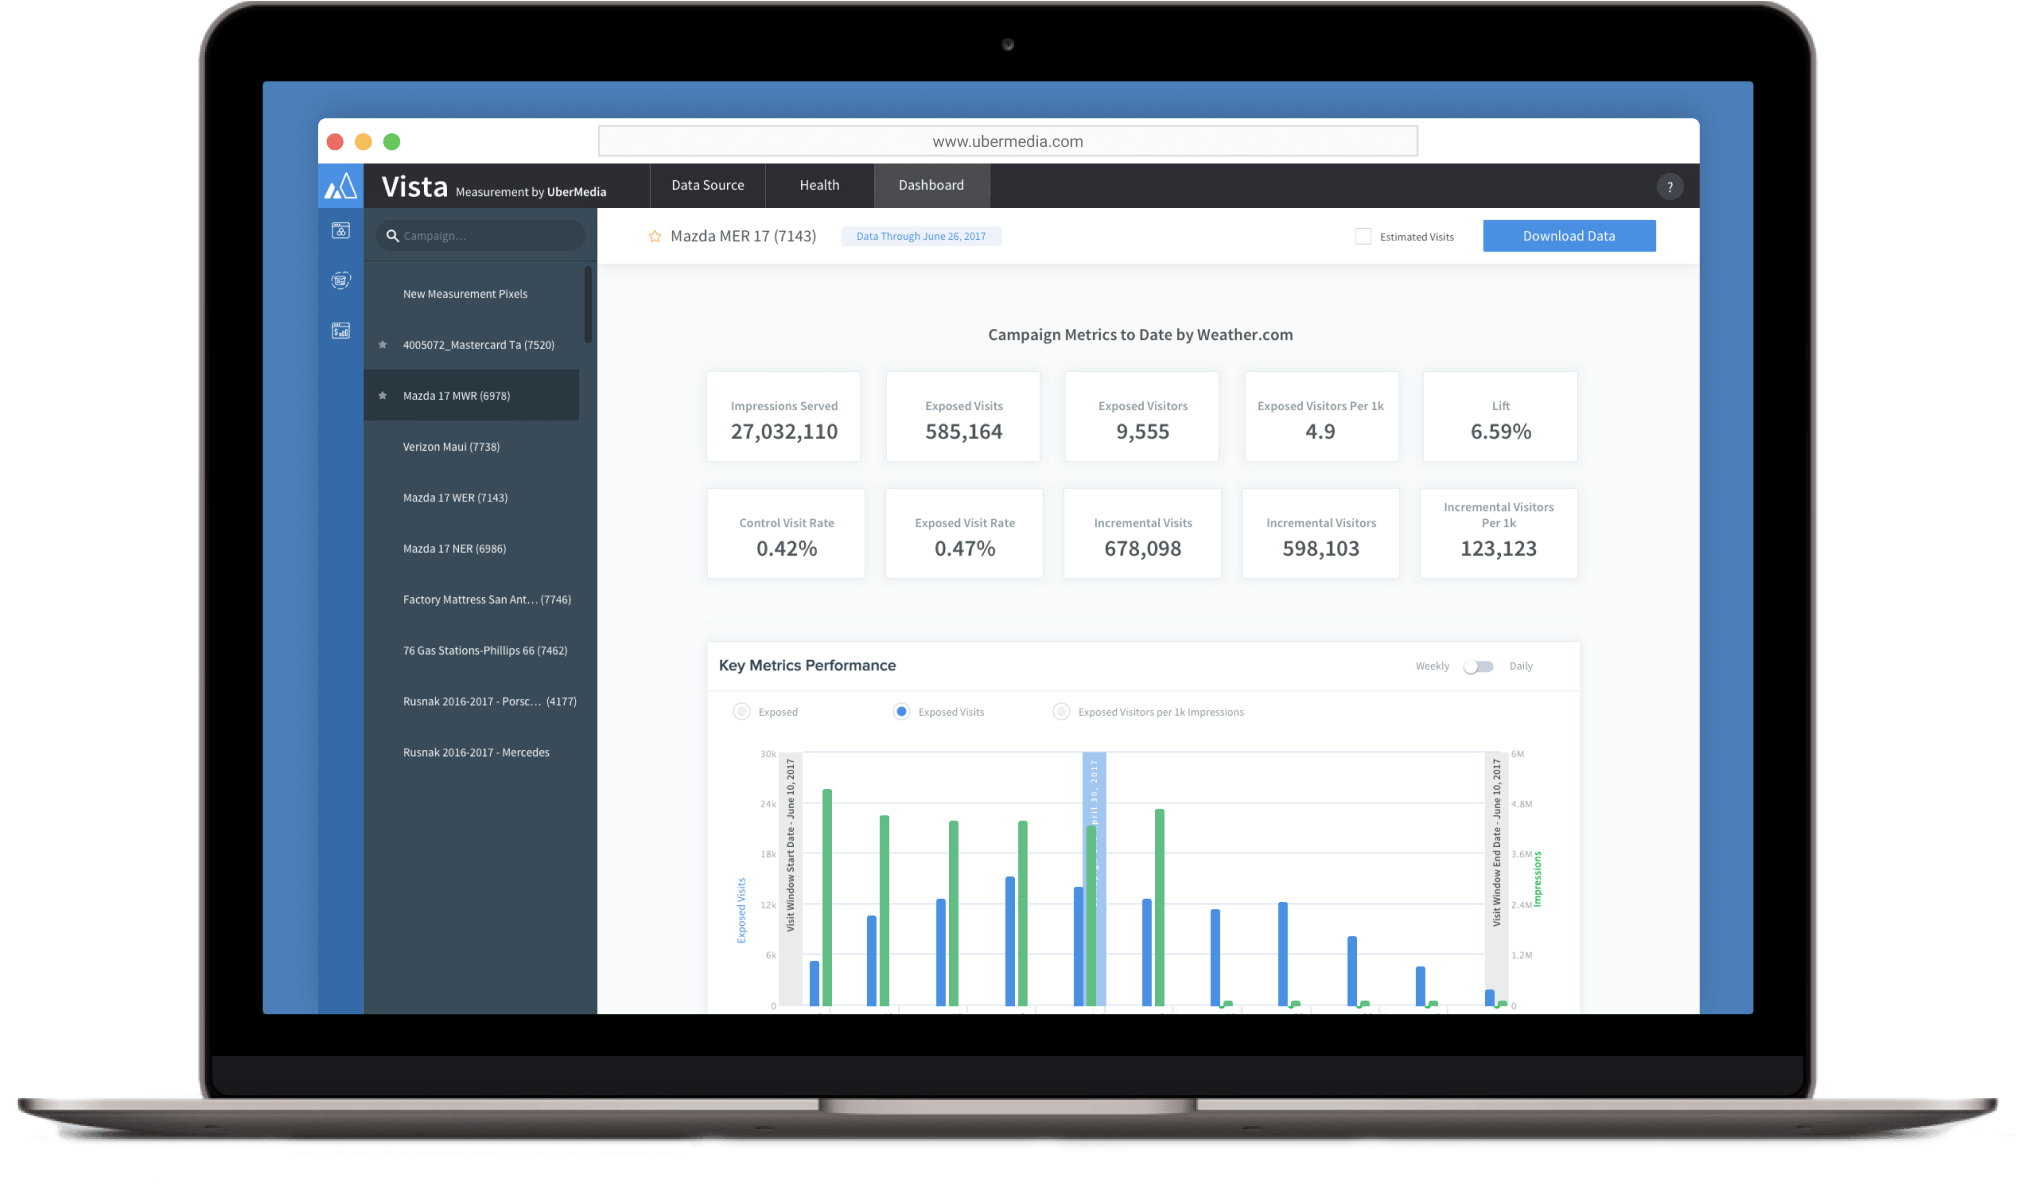 www.ubermedia.com
Vista Measurement by UberMedia
Data Source
Health
Dashboard
?
Campaign...
Mazda MER 17 (7143)
Data Through June 26, 2017
Estimated Visits
Download Data
New Measurement Pixels
4005072_Mastercard Ta (7520)
Mazda 17 MWR (6978)
Verizon Maui (7738)
Mazda 17 WER (7143)
Mazda 17 NER (6986)
Factory Mattress San Ant... (7746)
76 Gas Stations-Phillips 66 (7462)
Rusnak 2016-2017 - Porsc... (4177)
Rusnak 2016-2017 - Mercedes
Campaign Metrics to Date by Weather.com
Impressions Served
27,032,110
Exposed Visits
585,164
Exposed Visitors
9,555
Exposed Visitors Per 1k
4.9
Lift
6.59%
Control Visit Rate
0.42%
Exposed Visit Rate
0.47%
Incremental Visits
678,098
Incremental Visitors
598,103
Incremental Visitors
Per 1k
123,123
Key Metrics Performance
Weekly
Daily
Exposed
Exposed Visits
Exposed Visitors per 1k Impressions
30k
24k
18k
12k
6k
0
Exposed Visits
Visit Window Start Date - June 10, 2017
30, 2017
Visit Window End Date - June 10, 2017
6M
4.8M
3.6M
2.4M
1.2M
0
Impressions